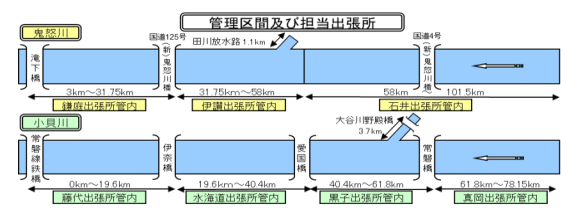 管理区間及び担当出張所
鬼怒川
国道125号
田川放水路 1.1km
国道4号
滝下橋
(新)鬼怒川橋
(新)鬼怒川橋
3km～31.75km
31.75km～58km
58km
101.5km
鎌庭出張所管内
伊讃出張所管内
石井出張所管内
小貝川
大谷川野殿橋
3.7km
常磐線鉄橋
伊奈橋
愛国橋
常磐橋
0km～19.6km
19.6km～40.4km
40.4km～61.8km
61.8km～78.15km
藤代出張所管内
水海道出張所管内
黒子出張所管内
真岡出張所管内